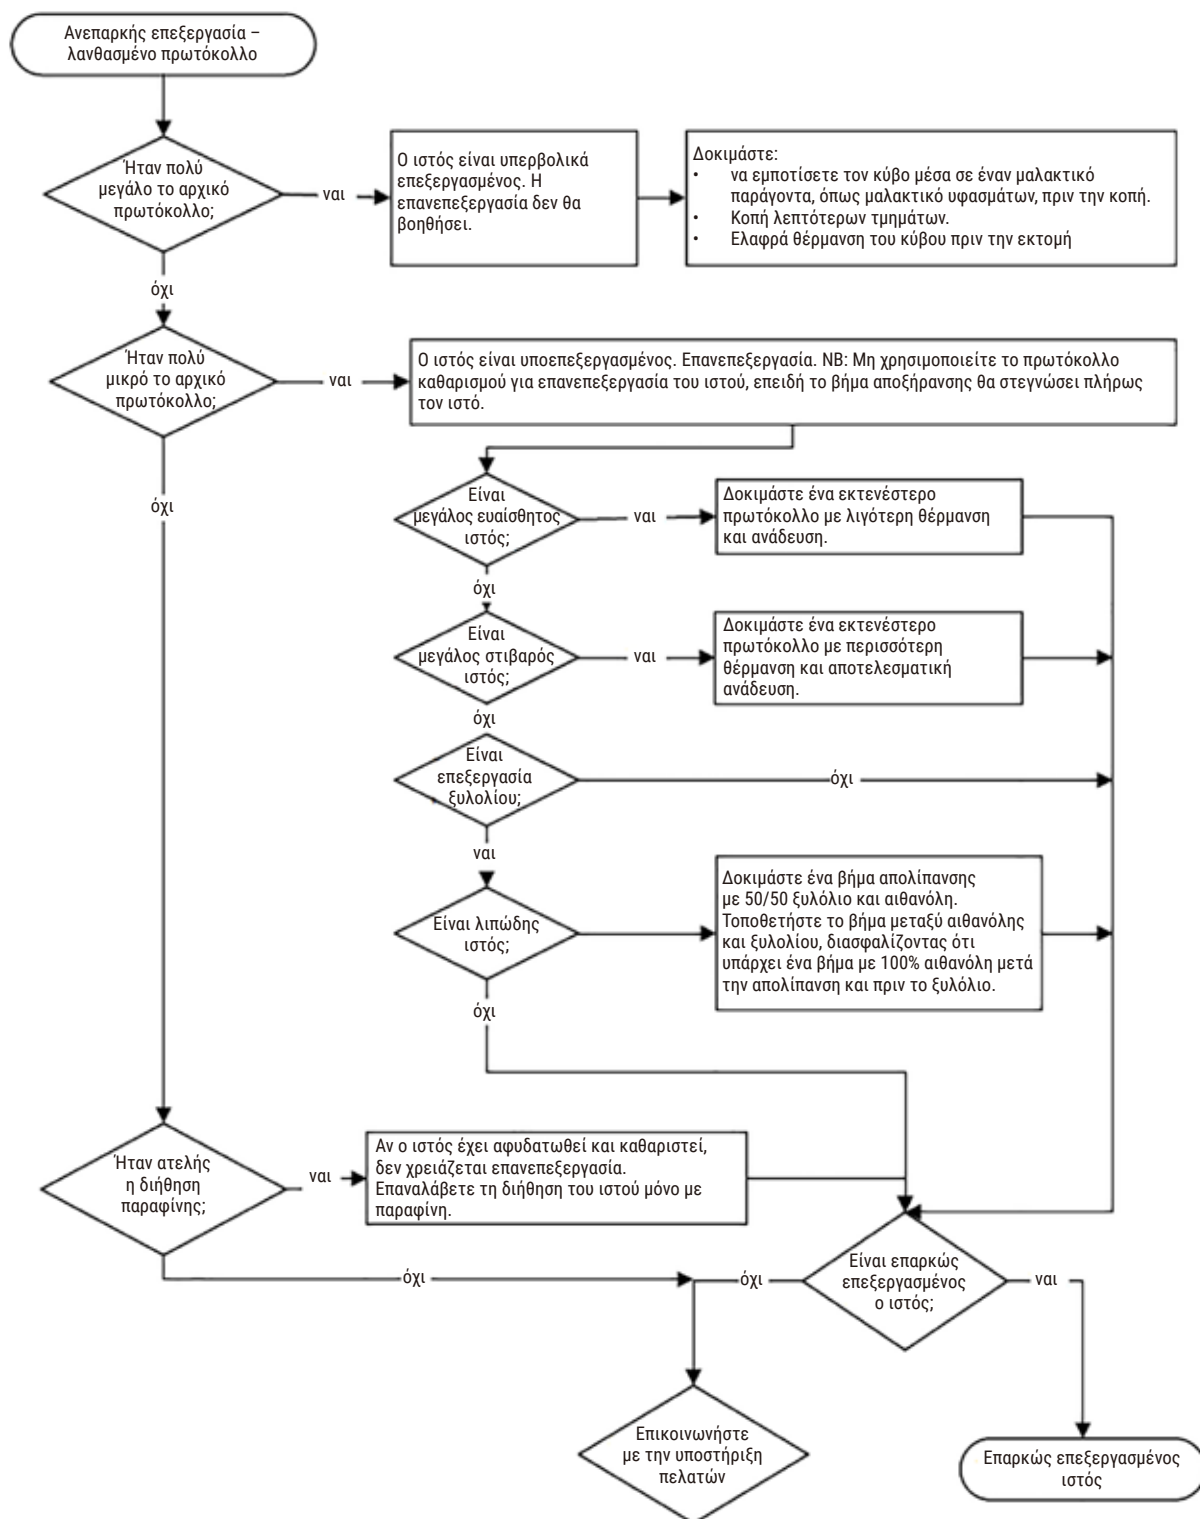 Ανεπαρκής επεξεργασία –
λανθασμένο πρωτόκολλο
Ήταν πολύ
μεγάλο το αρχικό
πρωτόκολλο;
ναι
Ο ιστός είναι υπερβολικά
επεξεργασμένος. Η
επανεπεξεργασία δεν θα
βοηθήσει.
Δοκιμάστε:
• να εμποτίσετε τον κύβο μέσα σε έναν μαλακτικό
παράγοντα, όπως μαλακτικό υφασμάτων, πριν την κοπή.
• Κοπή λεπτότερων τμημάτων.
• Ελαφρά θέρμανση του κύβου πριν την εκτομή
όχι
Ήταν πολύ
μικρό το αρχικό
πρωτόκολλο;
ναι
Ο ιστός είναι υποεπεξεργασμένος. Επανεπεξεργασία. NB: Μη χρησιμοποιείτε το πρωτόκολλο
καθαρισμού για επανεπεξεργασία του ιστού, επειδή το βήμα αποξήρανσης θα στεγνώσει πλήρως
τον ιστό.
όχι
Είναι
μεγάλος ευαίσθητος
ιστός;
ναι
Δοκιμάστε ένα εκτενέστερο
πρωτόκολλο με λιγότερη θέρμανση
και ανάδευση.
όχι
Είναι
μεγάλος στιβαρός
ιστός;
ναι
Δοκιμάστε ένα εκτενέστερο
πρωτόκολλο με περισσότερη
θέρμανση και αποτελεσματική
ανάδευση.
όχι
Είναι
επεξεργασία
ξυλολίου;
όχι
ναι
Είναι λιπώδης
ιστός;
Δοκιμάστε ένα βήμα απολίπανσης
με 50/50 ξυλόλιο και αιθανόλη.
Τοποθετήστε το βήμα μεταξύ αιθανόλης
και ξυλολίου, διασφαλίζοντας ότι
υπάρχει ένα βήμα με 100% αιθανόλη μετά
την απολίπανση και πριν το ξυλόλιο.
όχι
Ήταν ατελής
η διήθηση
παραφίνης;
ναι
Αν ο ιστός έχει αφυδατωθεί και καθαριστεί,
δεν χρειάζεται επανεπεξεργασία.
Επαναλάβετε τη διήθηση του ιστού μόνο με
παραφίνη.
όχι
όχι
Είναι επαρκώς
επεξεργασμένος
ο ιστός;
ναι
Επικοινωνήστε
με την υποστήριξη
πελατών
Επαρκώς επεξεργασμένος
ιστός